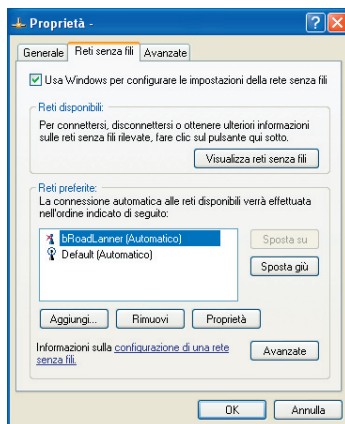 Proprietà -
Generale
Reti senza fili
Avanzate
Usa Windows per configurare le impostazioni della rete senza fili
Reti disponibili:
Per connettersi, disconnettersi o ottenere ulteriori informazioni
sulle reti senza fili rilevate, fare clic sul pulsante qui sotto.
Visualizza reti senza fili
Reti preferite:
La connessione automatica alle reti disponibili verrà effettuata
nell'ordine indicato di seguito:
bRoadLanner (Automatico)
Default (Automatico)
Sposta su
Sposta giù
Aggiungi...
Rimuovi
Proprietà
Informazioni sulla configurazione di una rete
senza fili.
Avanzate
OK
Annulla